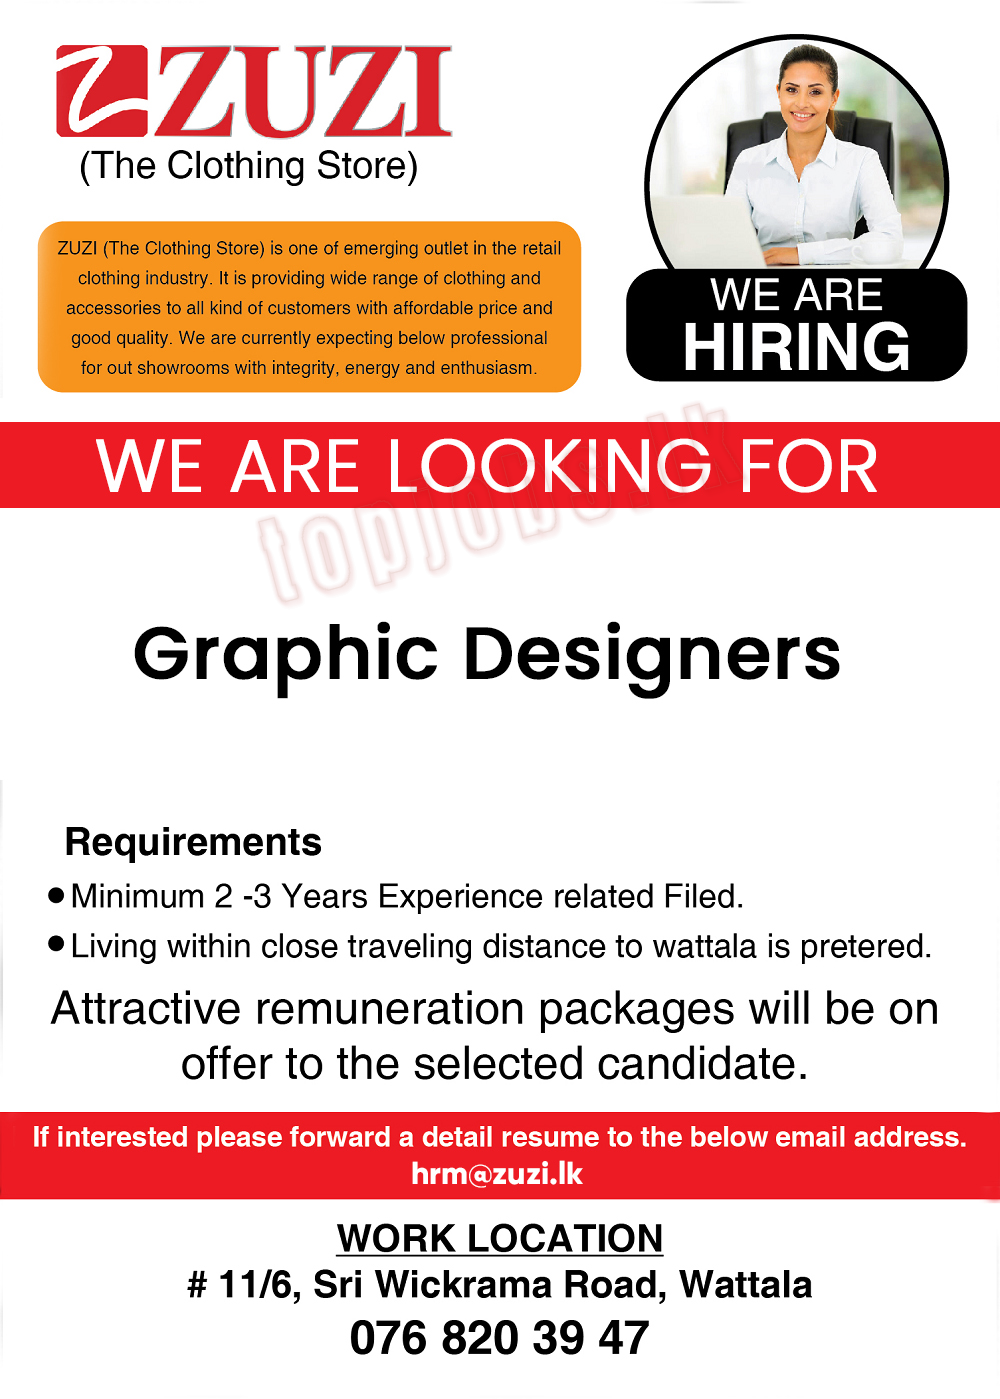 ZUZI
(The Clothing Store)
ZUZI (The Clothing Store) is one of emerging outlet in the retail
clothing industry. It is providing wide range of clothing and
accessories to all kind of customers with affordable price and
good quality. We are currently expecting below professional
for out showrooms with integrity, energy and enthusiasm.
WE ARE
HIRING
WE ARE LOOKING FOR
topjobs.lk
Graphic Designers
Requirements
● Minimum 2 -3 Years Experience related Filed.
● Living within close traveling distance to wattala is pretered.
Attractive remuneration packages will be on
offer to the selected candidate.
If interested please forward a detail resume to the below email address.
hrm@zuzi.lk
WORK LOCATION
# 11/6, Sri Wickrama Road, Wattala
076 820 39 47